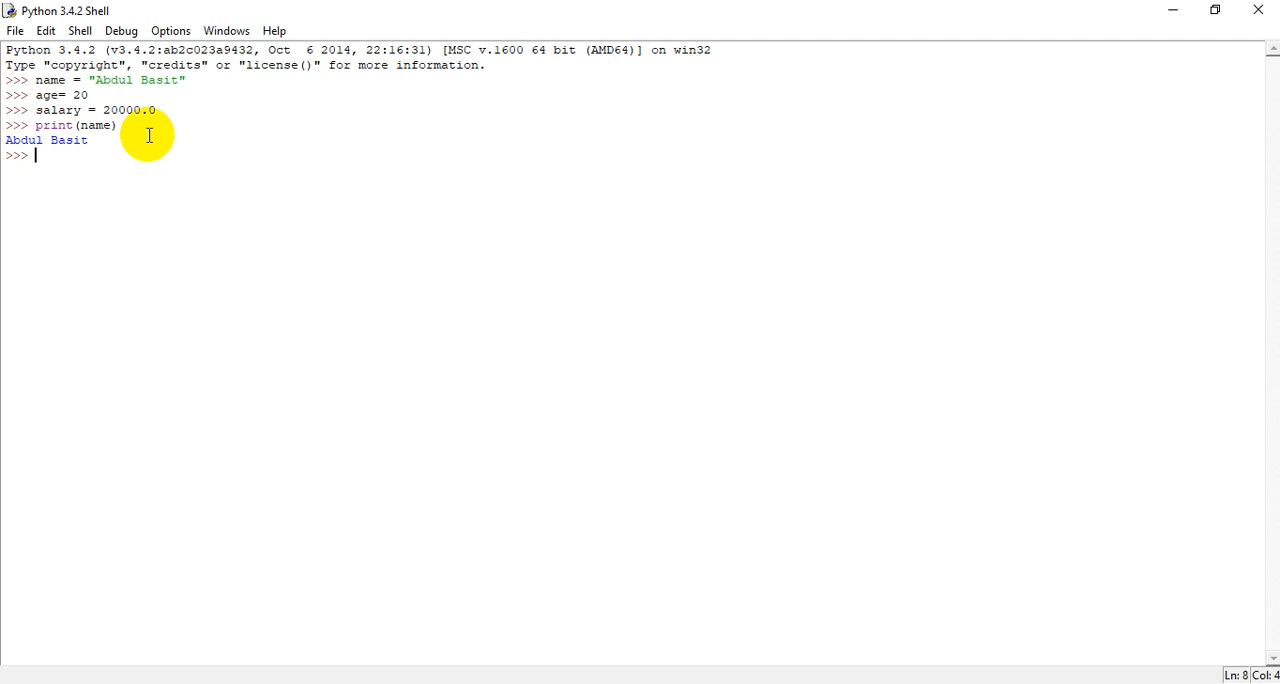 Python 3.4.2 Shell
File Edit Shell Debug Options Windows Help
Python 3.4.2 (v3.4.2:ab2c023a9432, Oct  6 2014, 22:16:31) [MSC v.1600 64 bit (AMD64)] on win32
Type "copyright", "credits" or "license()" for more information.
>>> name = "Abdul Basit"
>>> age= 20
>>> salary = 20000.0
>>> print(name)
Abdul Basit
>>>
Ln: 8 Col: 4